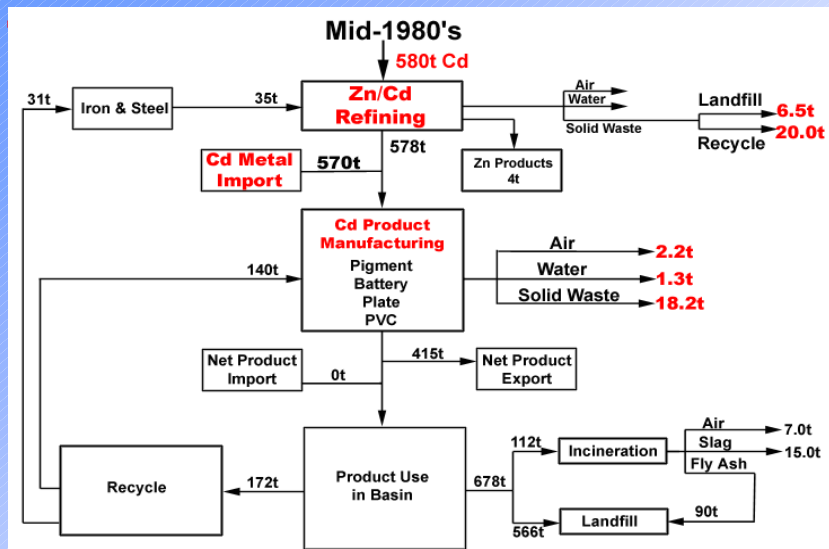 Mid-1980's
580t Cd
31t
Iron & Steel
35t
Zn/Cd
Refining
Air
Water
Solid Waste
Landfill
6.5t
20.0t
Recycle
578t
Cd Metal
Import
570t
Zn Products
4t
Cd Product
Manufacturing
Pigment
Battery
Plate
PVC
140t
Air
2.2t
Water
1.3t
Solid Waste
18.2t
Net Product
Import
0t
415t
Net Product
Export
Recycle
172t
Product Use
in Basin
678t
112t
Incineration
Air
7.0t
Slag
15.0t
Fly Ash
566t
Landfill
90t